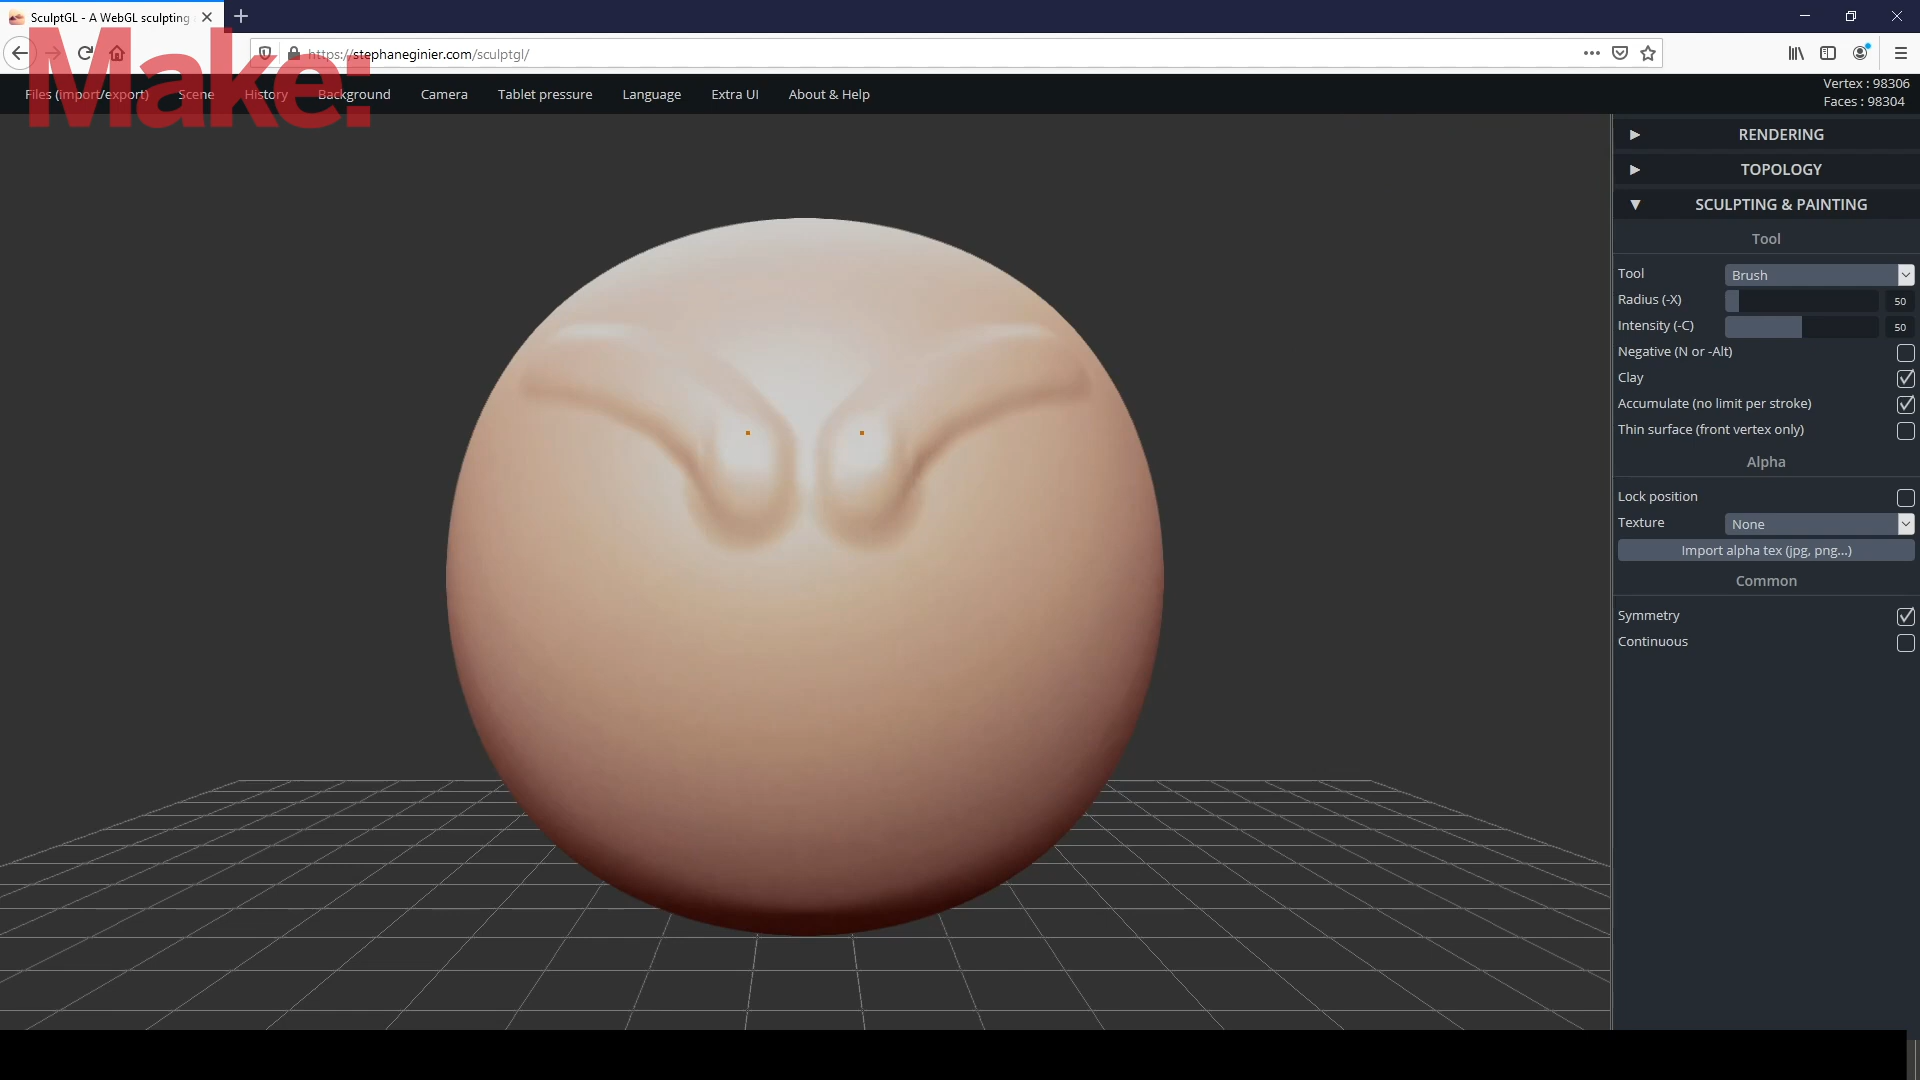 SculptGL - A WebGL sculpting
Make:
https://stephaneginier.com/sculptgl/
Files (import/export) Scene History Background Camera Tablet pressure Language Extra UI About & Help
Vertex : 98306
Faces : 98304
RENDERING
TOPOLOGY
SCULPTING & PAINTING
Tool
Tool Brush
Radius (-X) 50
Intensity (-C) 50
Negative (N or -Alt)
Clay
Accumulate (no limit per stroke)
Thin surface (front vertex only)
Alpha
Lock position
Texture None
Import alpha tex (jpg, png...)
Common
Symmetry
Continuous